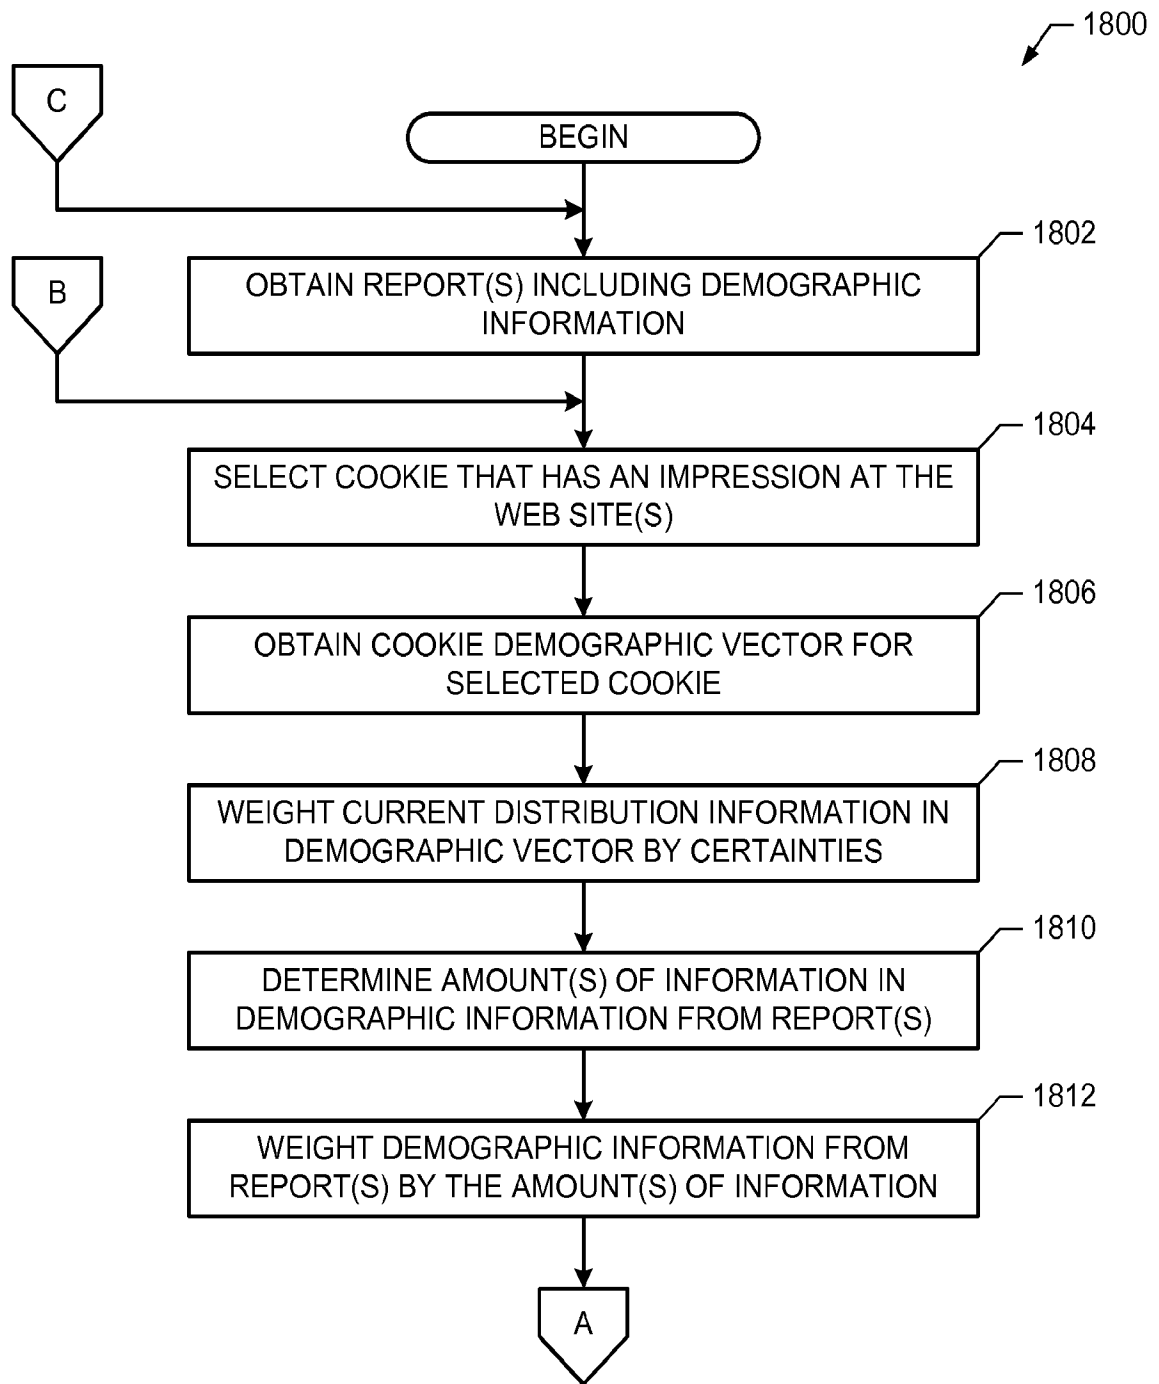 1800
C
BEGIN
1802
OBTAIN REPORT(S) INCLUDING DEMOGRAPHIC
INFORMATION
B
1804
SELECT COOKIE THAT HAS AN IMPRESSION AT THE
WEB SITE(S)
1806
OBTAIN COOKIE DEMOGRAPHIC VECTOR FOR
SELECTED COOKIE
1808
WEIGHT CURRENT DISTRIBUTION INFORMATION IN
DEMOGRAPHIC VECTOR BY CERTAINTIES
1810
DETERMINE AMOUNT(S) OF INFORMATION IN
DEMOGRAPHIC INFORMATION FROM REPORT(S)
1812
WEIGHT DEMOGRAPHIC INFORMATION FROM
REPORT(S) BY THE AMOUNT(S) OF INFORMATION
A